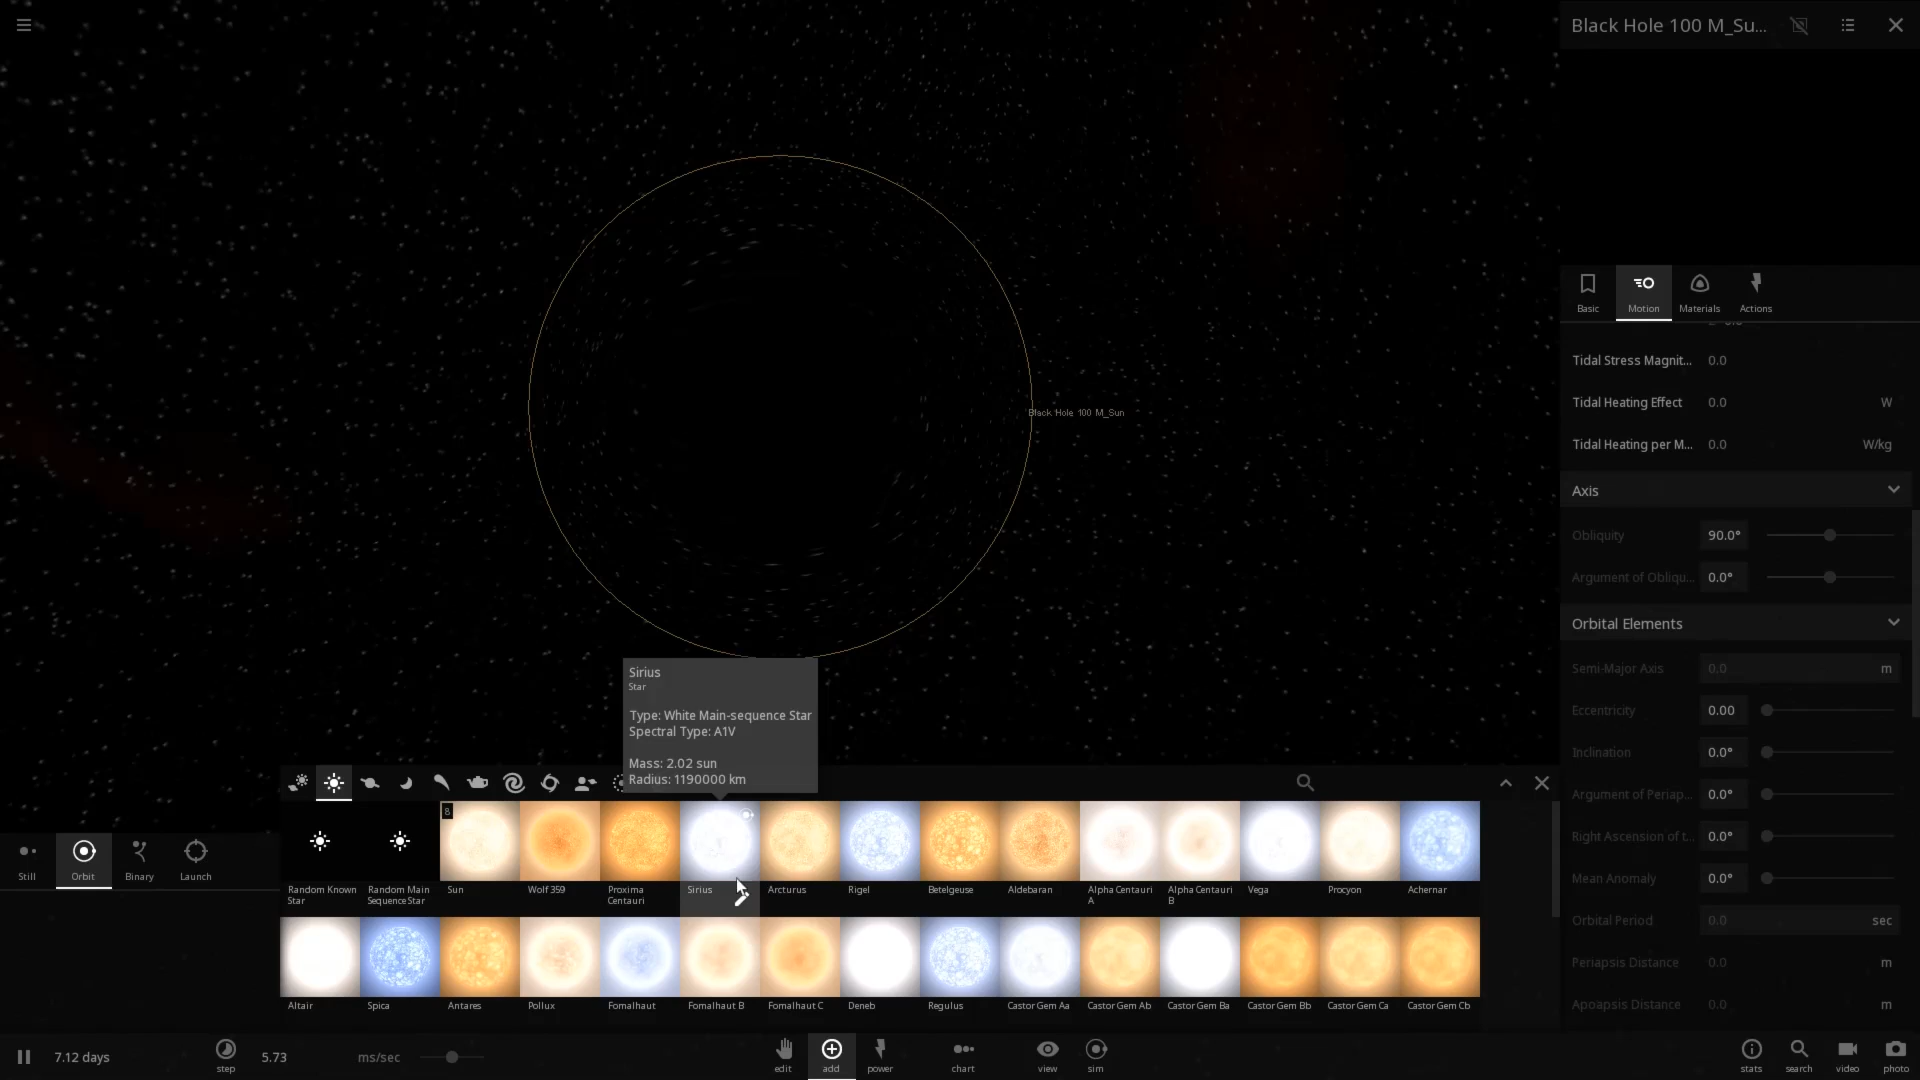 Black Hole 100 M_Su...
Basic
Motion
Materials
Actions
Tidal Stress Magnit... 0.0
Tidal Heating Effect 0.0 W
Tidal Heating per M... 0.0 W/kg
Axis
Obliquity 90.0°
Argument of Obliqu... 0.0°
Orbital Elements
Semi-Major Axis 0.0 m
Eccentricity 0.00
Inclination 0.0°
Argument of Periap... 0.0°
Right Ascension of t... 0.0°
Mean Anomaly 0.0°
Orbital Period 0.0 sec
Periapsis Distance 0.0 m
Apoapsis Distance 0.0 m
Black Hole 100 M_Sun
Sirius
Star
Type: White Main-sequence Star
Spectral Type: A1V
Mass: 2.02 sun
Radius: 1190000 km
Still
Orbit
Binary
Launch
Random Known
Star
Random Main
Sequence Star
Sun
Wolf 359
Proxima
Centauri
Sirius
Arcturus
Rigel
Betelgeuse
Aldebaran
Alpha Centauri
A
Alpha Centauri
B
Vega
Procyon
Achernar
Altair
Spica
Antares
Pollux
Fomalhaut
Fomalhaut B
Fomalhaut C
Deneb
Regulus
Castor Gem Aa
Castor Gem Ab
Castor Gem Ba
Castor Gem Bb
Castor Gem Ca
Castor Gem Cb
7.12 days
step
5.73 ms/sec
edit
add
power
chart
view
sim
stats
search
video
photo